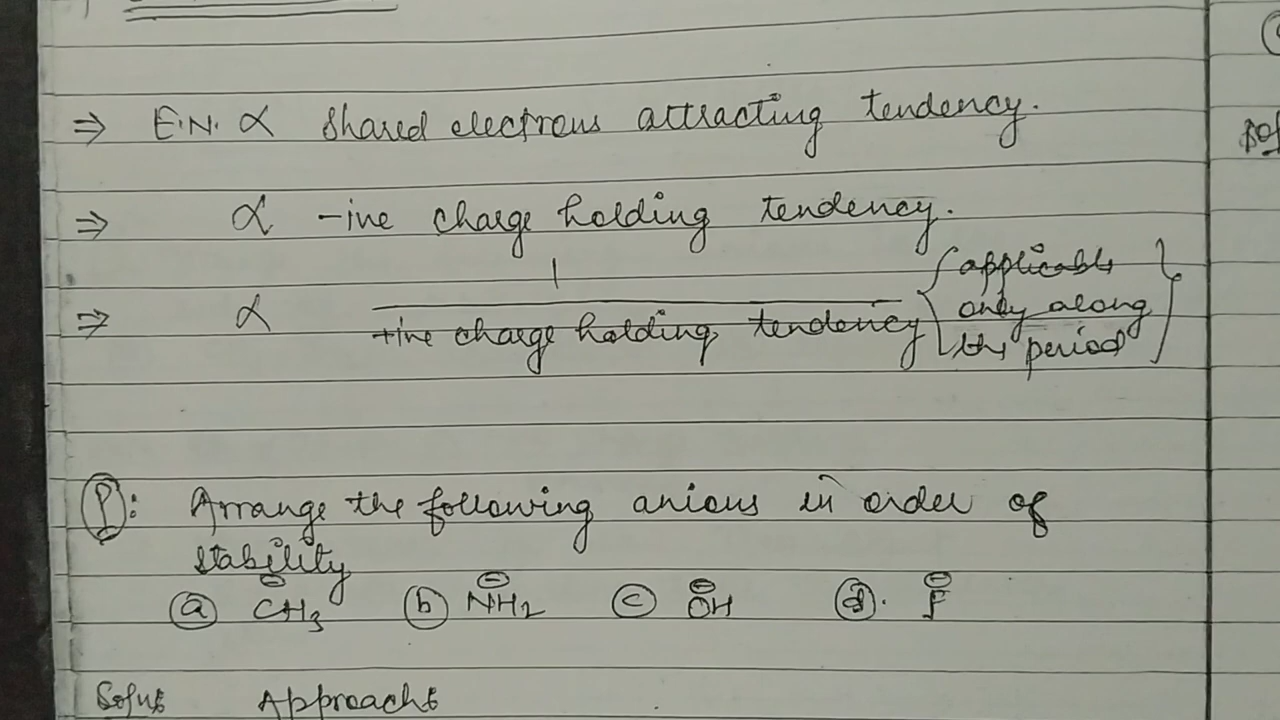 ⇒ E.N. α shared electrons attracting tendency.
⇒ α -ive charge holding tendency.
⇒ α 1 / +ive charge holding tendency { applicable
only along
the period }
(P): Arrange the following anions in order of
stability
(a) ⊖CH3 (b) ⊖NH2 (c) ⊖OH (d). ⊖F
Approach: